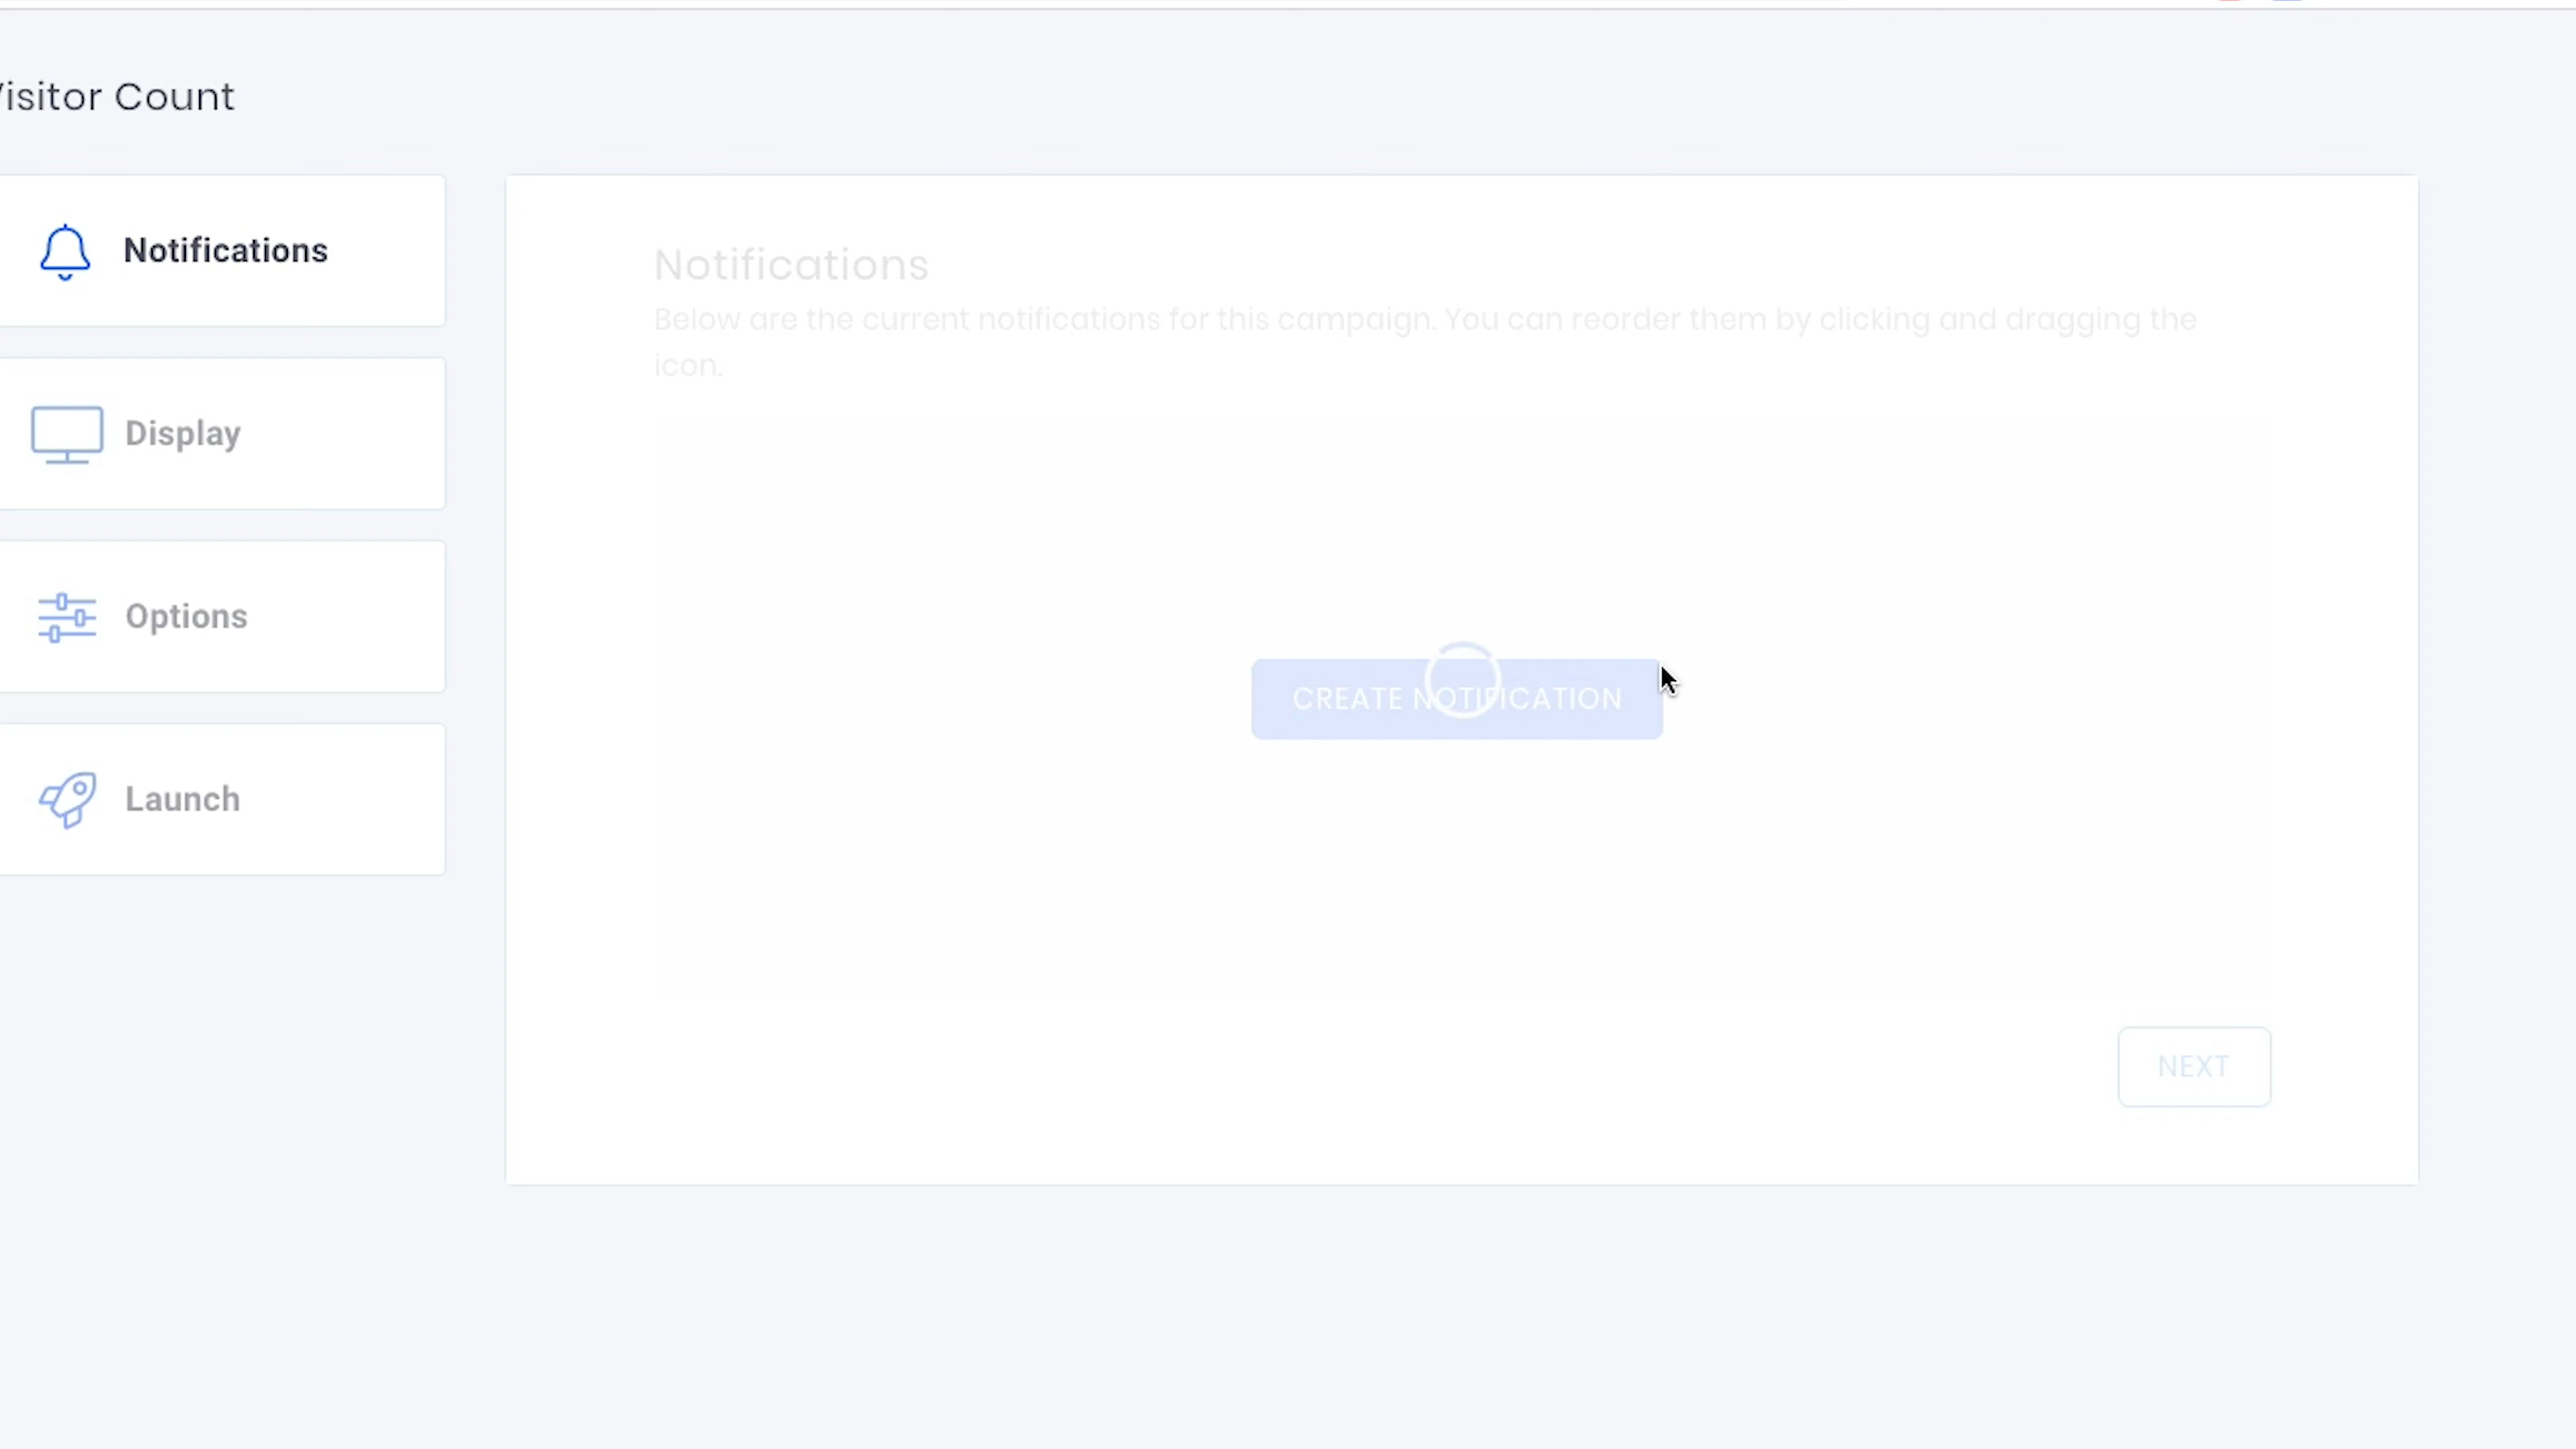 Visitor Count
Notifications
Display
Options
Launch
Notifications
Below are the current notifications for this campaign. You can reorder them by clicking and dragging the
icon.
CREATE NOTIFICATION
NEXT